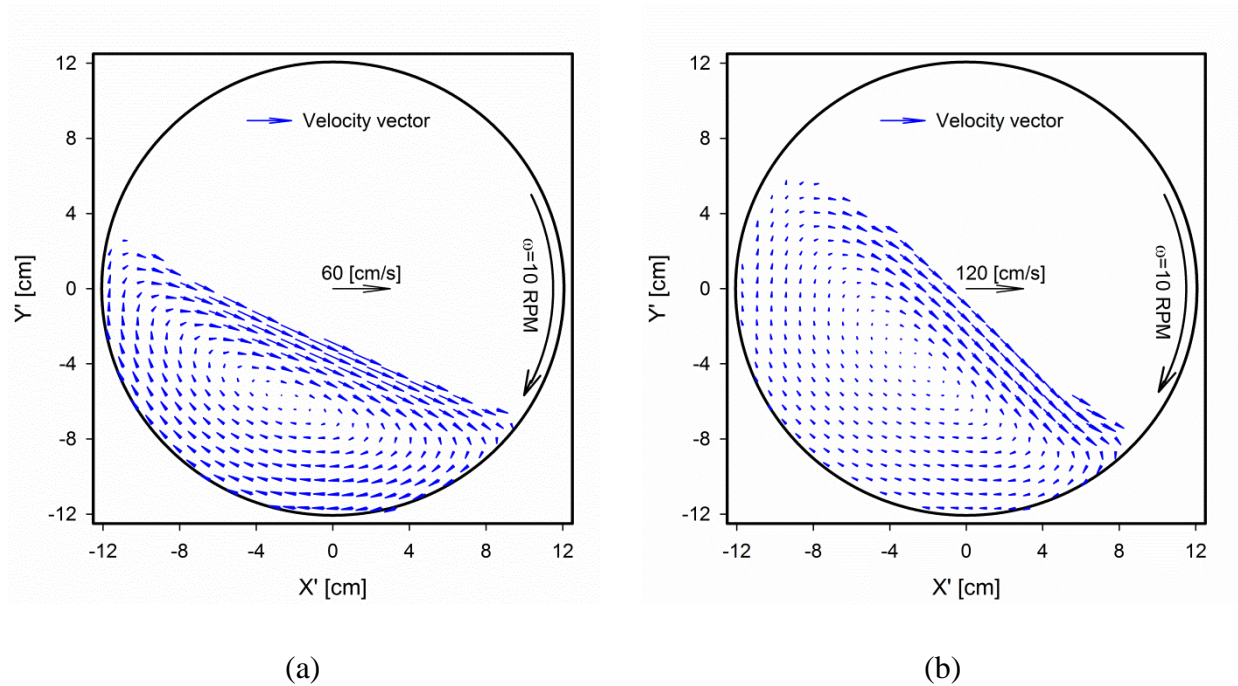 12
8
4
0
-4
-8
-12
Y' [cm]
Velocity vector
60 [cm/s]
ω=10 RPM
-12 -8 -4 0 4 8 12
X' [cm]
(a)
12
8
4
0
-4
-8
-12
Y' [cm]
Velocity vector
120 [cm/s]
ω=10 RPM
-12 -8 -4 0 4 8 12
X' [cm]
(b)